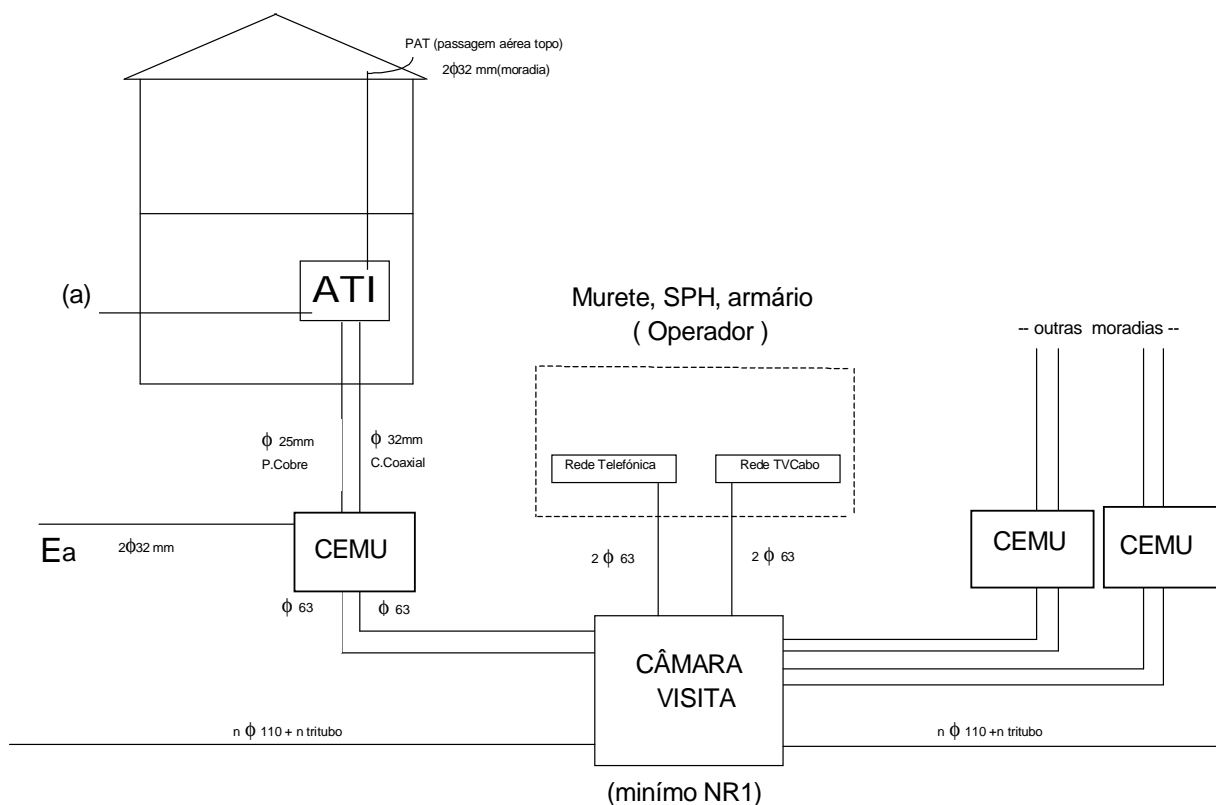 PAT (passagem aérea topo)
2ϕ32 mm(moradia)
ATI
(a)
Murete, SPH, armário
( Operador )
-- outras moradias --
ϕ 25mm
P.Cobre
ϕ 32mm
C.Coaxial
Rede Telefónica
Rede TVCabo
Ea
2ϕ32 mm
CEMU
CEMU
CEMU
2 ϕ 63
2 ϕ 63
ϕ 63
ϕ 63
CÂMARA
VISITA
n ϕ 110 + n tritubo
n ϕ 110 +n tritubo
(minímo NR1)